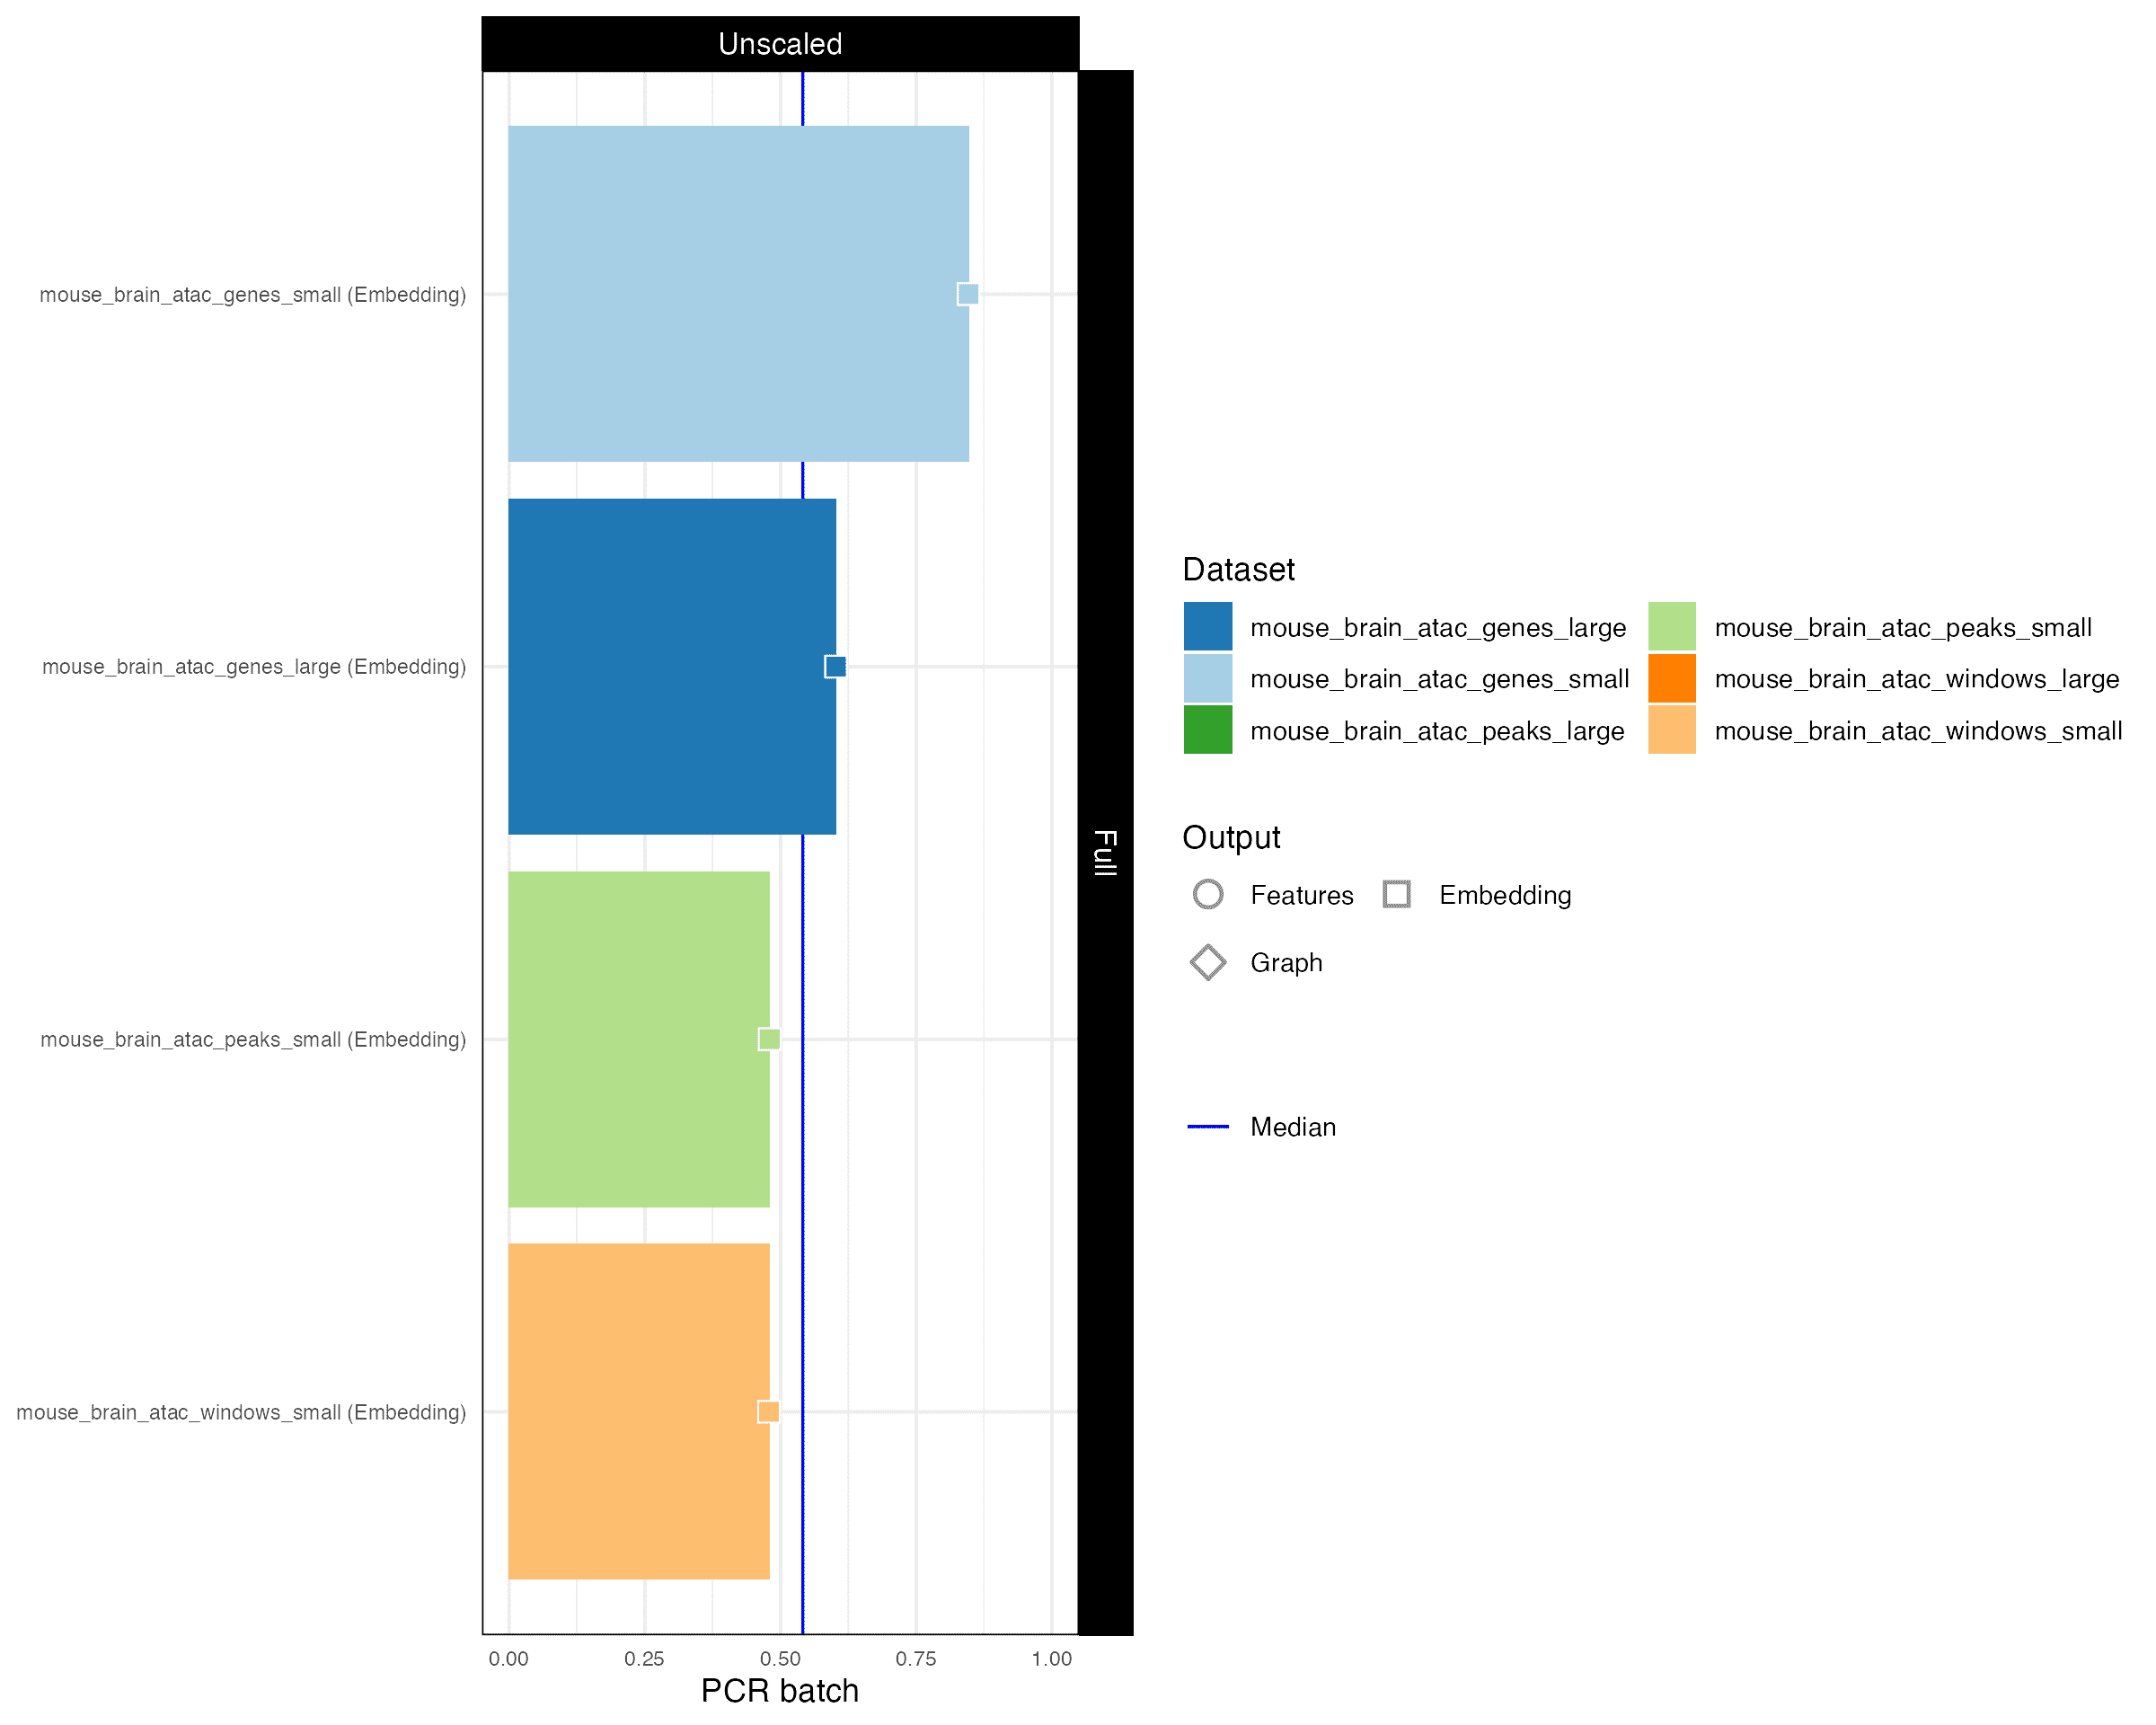 Unscaled
Full
mouse_brain_atac_genes_small (Embedding)
mouse_brain_atac_genes_large (Embedding)
mouse_brain_atac_peaks_small (Embedding)
mouse_brain_atac_windows_small (Embedding)
0.00 0.25 0.50 0.75 1.00
PCR batch
Dataset
mouse_brain_atac_genes_large mouse_brain_atac_peaks_small
mouse_brain_atac_genes_small mouse_brain_atac_windows_large
mouse_brain_atac_peaks_large mouse_brain_atac_windows_small
Output
Features Embedding
Graph
Median